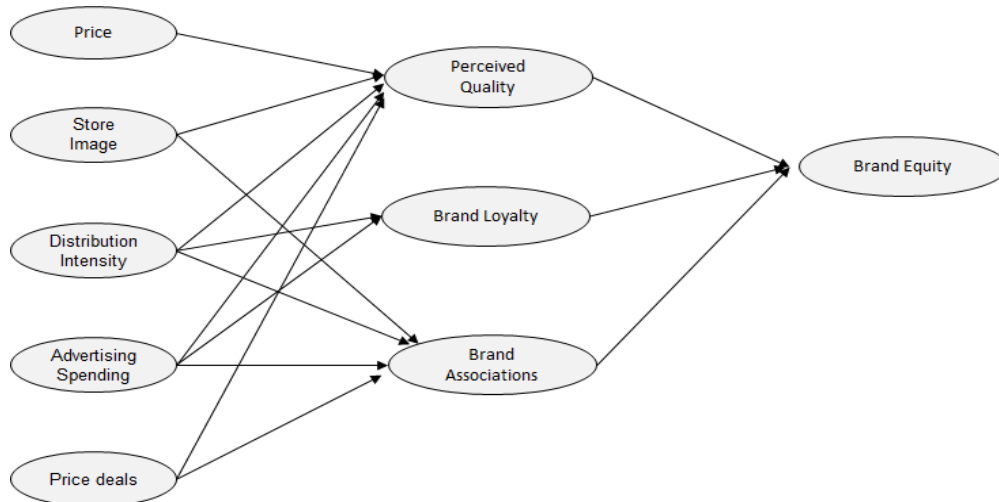 Price
Store
Image
Distribution
Intensity
Advertising
Spending
Price deals
Perceived
Quality
Brand Loyalty
Brand
Associations
Brand Equity